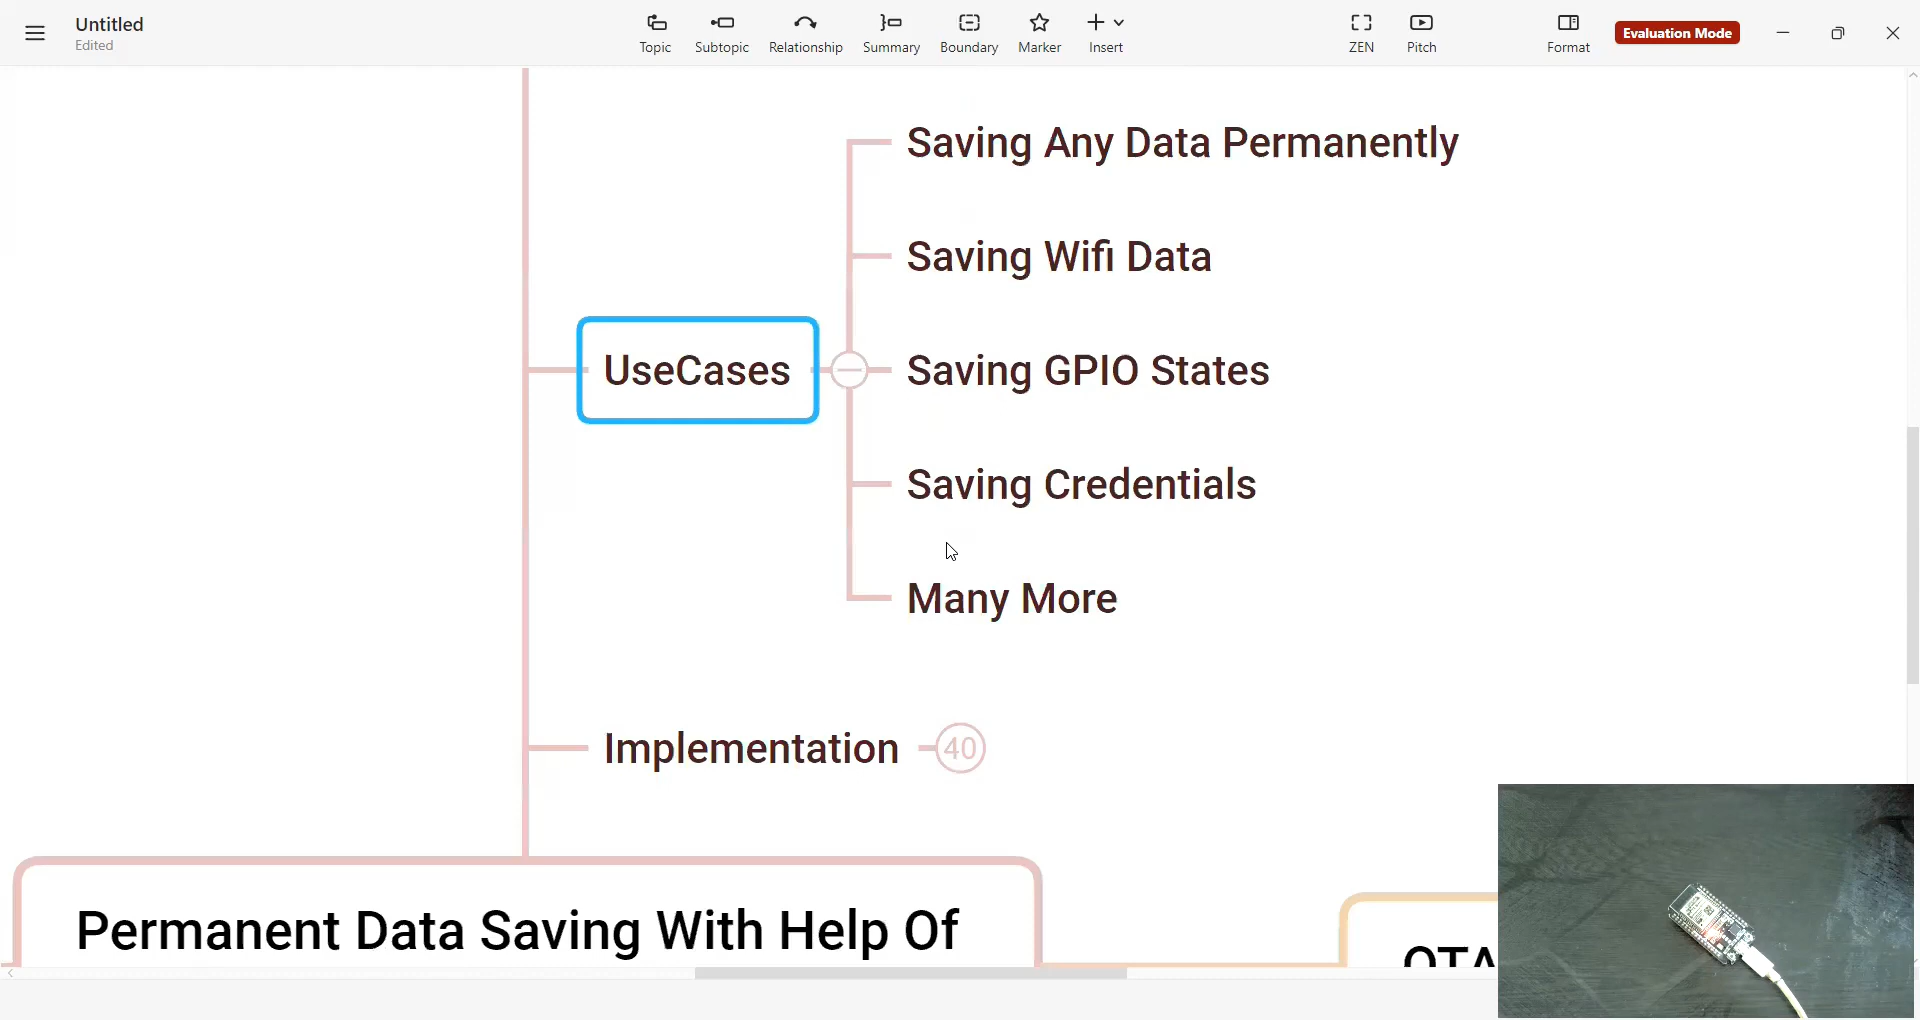 Untitled
Edited
Topic
Subtopic
Relationship
Summary
Boundary
Marker
Insert
ZEN
Pitch
Format
Evaluation Mode
Saving Any Data Permanently
Saving Wifi Data
UseCases
Saving GPIO States
Saving Credentials
Many More
Implementation
40
Permanent Data Saving With Help Of
OTA